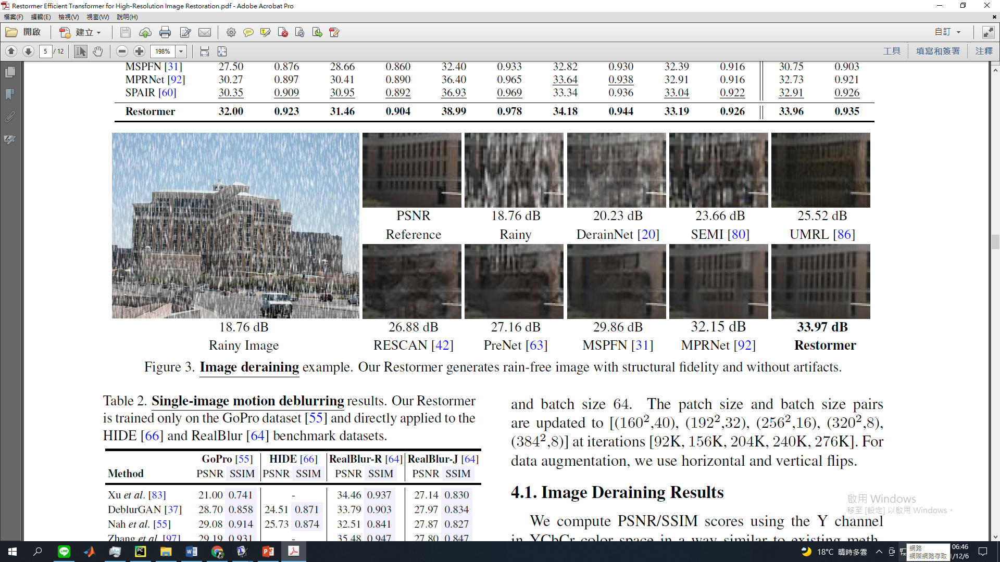 Restormer Efficient Transformer for High-Resolution Image Restoration.pdf - Adobe Acrobat Pro
檔案(F) 編輯(E) 檢視(V) 視窗(W) 說明(H)
開啟 建立 自訂
5 / 12 198% 工具 填寫和簽署 注釋
MSPFN [31] 27.50 0.876 28.66 0.860 32.40 0.933 32.82 0.930 32.39 0.916 30.75 0.903
MPRNet [92] 30.27 0.897 30.41 0.890 36.40 0.965 33.64 0.938 32.91 0.916 32.73 0.921
SPAIR [60] 30.35 0.909 30.95 0.892 36.93 0.969 33.34 0.936 33.04 0.922 32.91 0.926
Restormer 32.00 0.923 31.46 0.904 38.99 0.978 34.18 0.944 33.19 0.926 33.96 0.935
PSNR 18.76 dB 20.23 dB 23.66 dB 25.52 dB
Reference Rainy DerainNet [20] SEMI [80] UMRL [86]
18.76 dB 26.88 dB 27.16 dB 29.86 dB 32.15 dB 33.97 dB
Rainy Image RESCAN [42] PreNet [63] MSPFN [31] MPRNet [92] Restormer
Figure 3. Image deraining example. Our Restormer generates rain-free image with structural fidelity and without artifacts.
Table 2. Single-image motion deblurring results. Our Restormer
is trained only on the GoPro dataset [55] and directly applied to the
HIDE [66] and RealBlur [64] benchmark datasets.
GoPro [55] HIDE [66] RealBlur-R [64] RealBlur-J [64]
Method PSNR SSIM PSNR SSIM PSNR SSIM PSNR SSIM
Xu et al. [83] 21.00 0.741 - 34.46 0.937 27.14 0.830
DeblurGAN [37] 28.70 0.858 24.51 0.871 33.79 0.903 27.97 0.834
Nah et al. [55] 29.08 0.914 25.73 0.874 32.51 0.841 27.87 0.827
Zhang et al. [97] 29.19 0.931 - 35.48 0.947 27.80 0.847
and batch size 64. The patch size and batch size pairs
are updated to [(160²,40), (192²,32), (256²,16), (320²,8),
(384²,8)] at iterations [92K, 156K, 204K, 240K, 276K]. For
data augmentation, we use horizontal and vertical flips.
4.1. Image Deraining Results
We compute PSNR/SSIM scores using the Y channel
in YCbCr color space in a way similar to existing meth-
啟用 Windows
移至 [設定] 以啟用 Windows。
18°C 晴時多雲
網路
網際網路存取
06:46
1/12/6